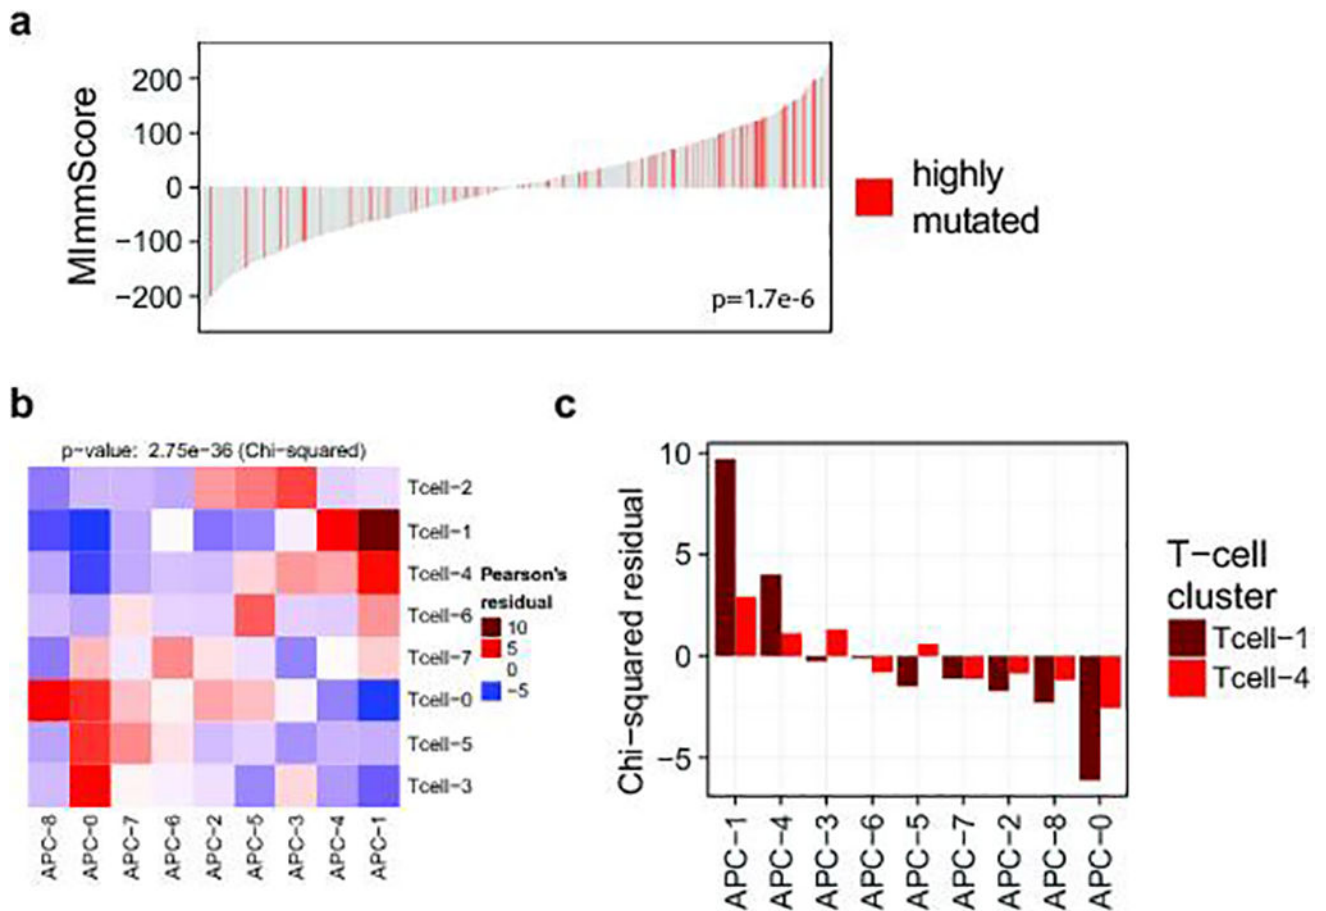 a
MImmScore
200
100
0
−100
−200
p=1.7e-6
highly
mutated
b
p-value: 2.75e-36 (Chi-squared)
Tcell-2
Tcell-1
Tcell-4
Tcell-6
Tcell-7
Tcell-0
Tcell-5
Tcell-3
APC-8
APC-0
APC-7
APC-6
APC-2
APC-5
APC-3
APC-4
APC-1
Pearson's
residual
10
5
0
−5
c
Chi-squared residual
10
5
0
−5
APC-1
APC-4
APC-3
APC-6
APC-5
APC-7
APC-2
APC-8
APC-0
T-cell
cluster
Tcell-1
Tcell-4